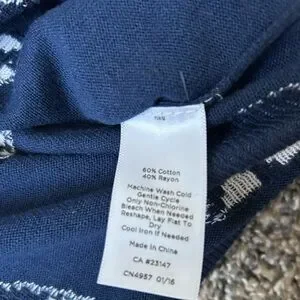 60% Cotton
40% Rayon
Machine Wash Cold
Gentle Cycle
Only Non-Chlorine
Bleach When Needed
Reshape, Lay Flat To
Dry
Cool Iron If Needed
Made In China
CA #23147
CN4957 01/15